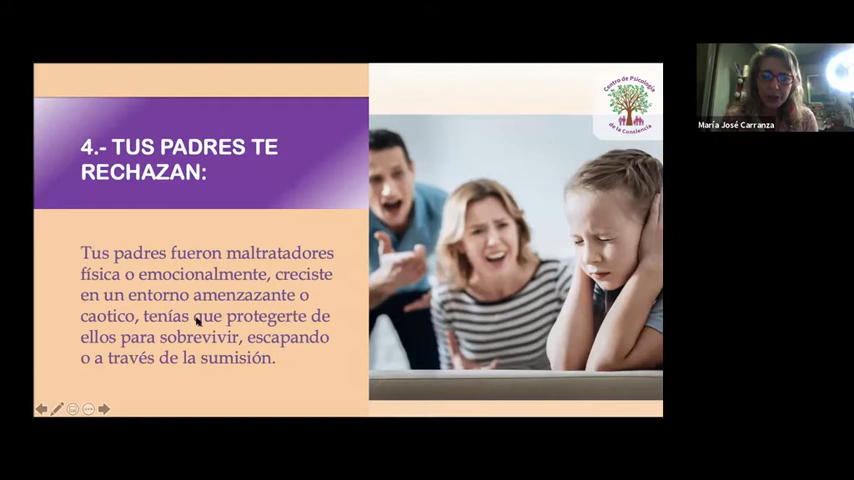 4.- TUS PADRES TE
RECHAZAN:
Tus padres fueron maltratadores
física o emocionalmente, creciste
en un entorno amenzazante o
caotico, tenías que protegerte de
ellos para sobrevivir, escapando
o a través de la sumisión.
Centro de Psicología
de la Consciencia
María José Carranza